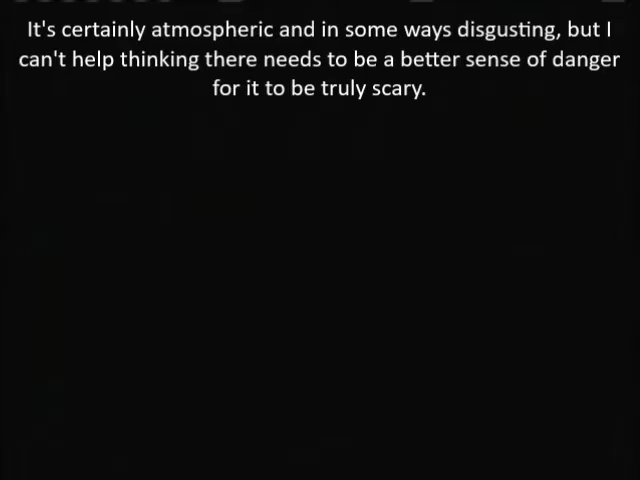 It's certainly atmospheric and in some ways disgusting, but I
can't help thinking there needs to be a better sense of danger
for it to be truly scary.